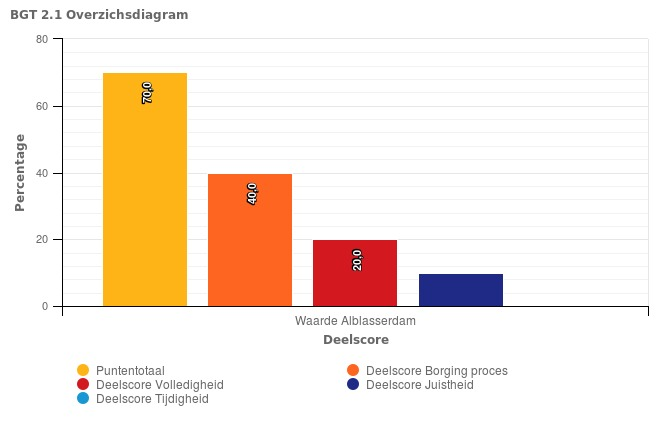 BGT 2.1 Overzichsdiagram
80
60
40
20
0
Percentage
70,0
40,0
20,0
Waarde Alblasserdam
Deelscore
Puntentotaal
Deelscore Borging proces
Deelscore Volledigheid
Deelscore Juistheid
Deelscore Tijdigheid